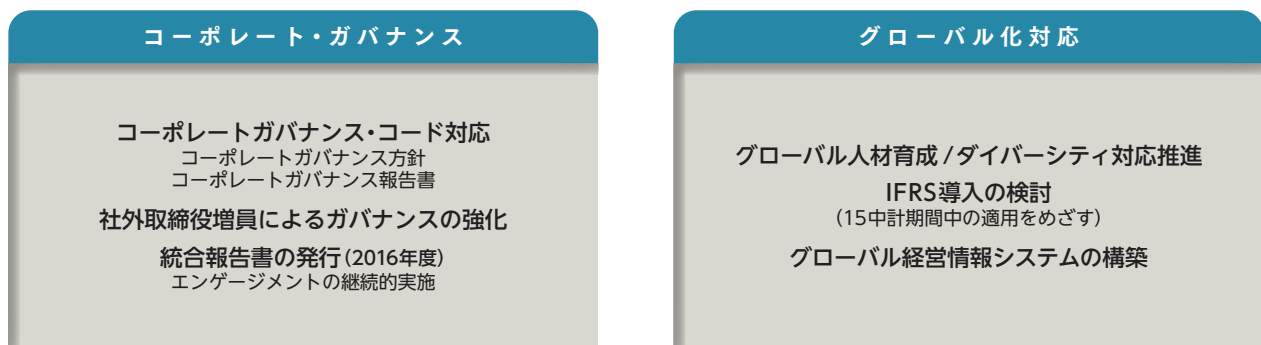 コーポレート・ガバナンス
コーポレートガバナンス・コード対応
コーポレートガバナンス方針
コーポレートガバナンス報告書
社外取締役増員によるガバナンスの強化
統合報告書の発行(2016年度)
エンゲージメントの継続的実施
グローバル化対応
グローバル人材育成/ダイバーシティ対応推進
IFRS導入の検討
(15中計期間中の適用をめざす)
グローバル経営情報システムの構築